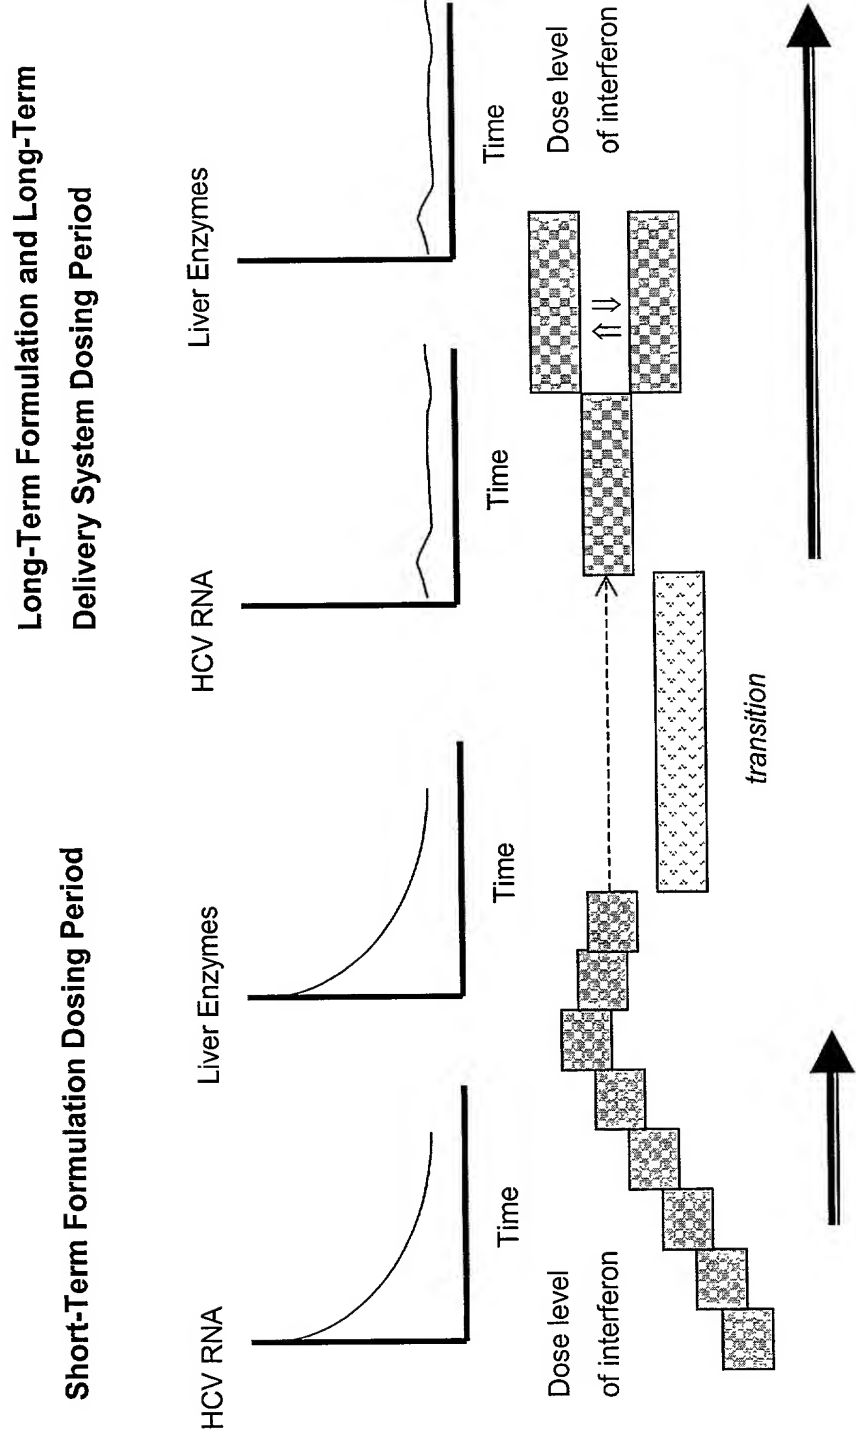 Short-Term Formulation Dosing Period
Long-Term Formulation and Long-Term
Delivery System Dosing Period
HCV RNA
Liver Enzymes
HCV RNA
Liver Enzymes
Time
Time
Time
Time
Dose level
of interferon
transition
Dose level
of interferon